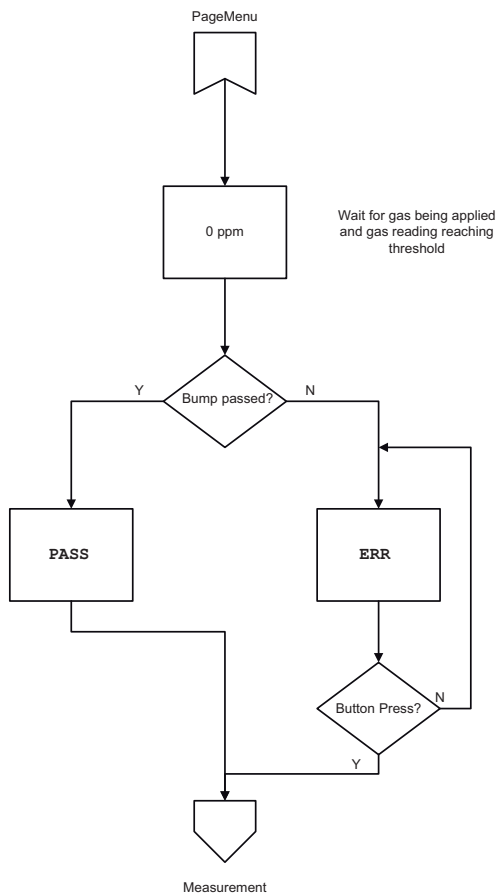 PageMenu
0 ppm
Wait for gas being applied
and gas reading reaching
threshold
Bump passed?
Y
N
PASS
ERR
Button Press?
N
Y
Measurement